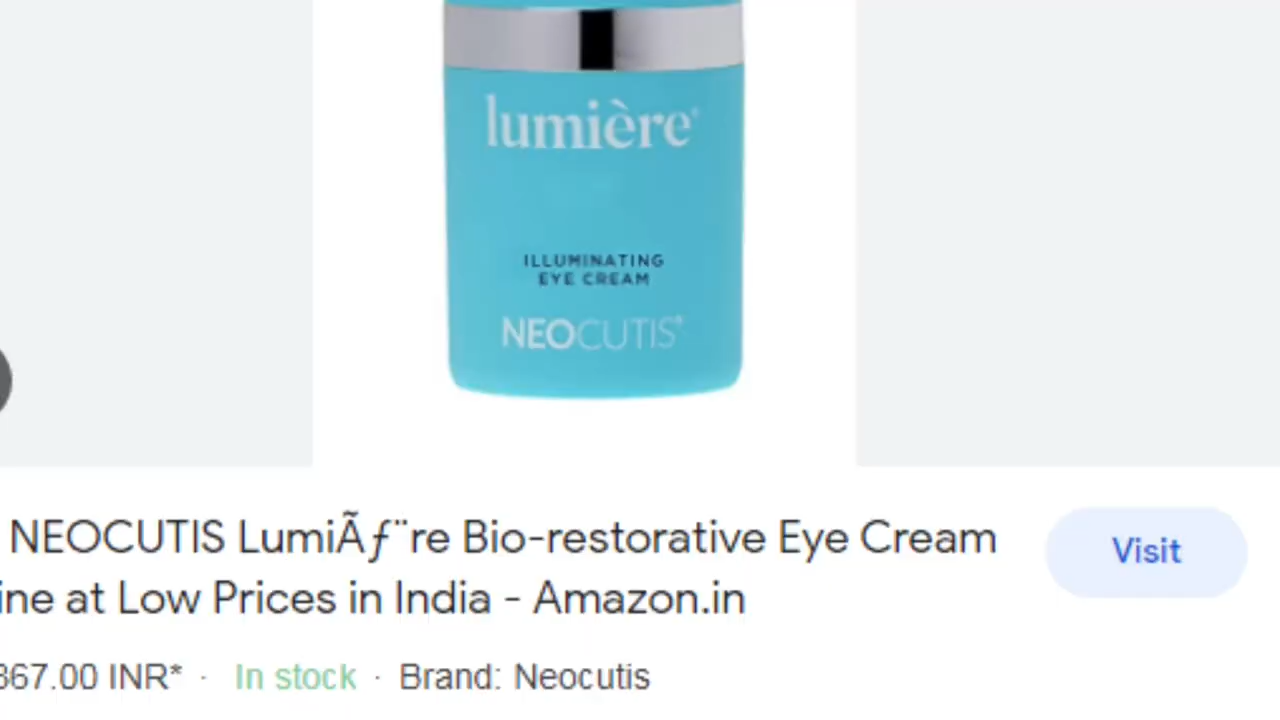 lumière®
ILLUMINATING
EYE CREAM
NEOCUTIS®
NEOCUTIS LumiÃƒ¨re Bio-restorative Eye Cream
Visit
ine at Low Prices in India - Amazon.in
367.00 INR* · In stock · Brand: Neocutis